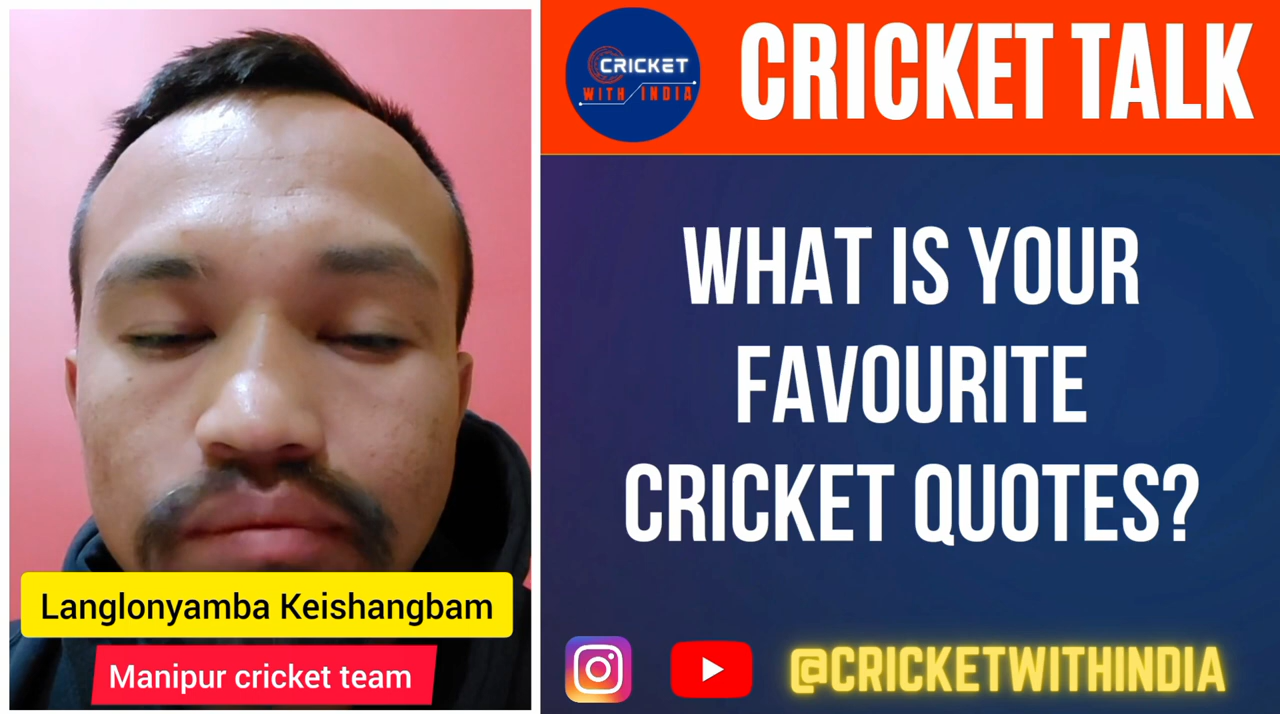 Langlonyamba Keishangbam
Manipur cricket team
CRICKET
WITH INDIA
CRICKET TALK
WHAT IS YOUR
FAVOURITE
CRICKET QUOTES?
@CRICKETWITHINDIA